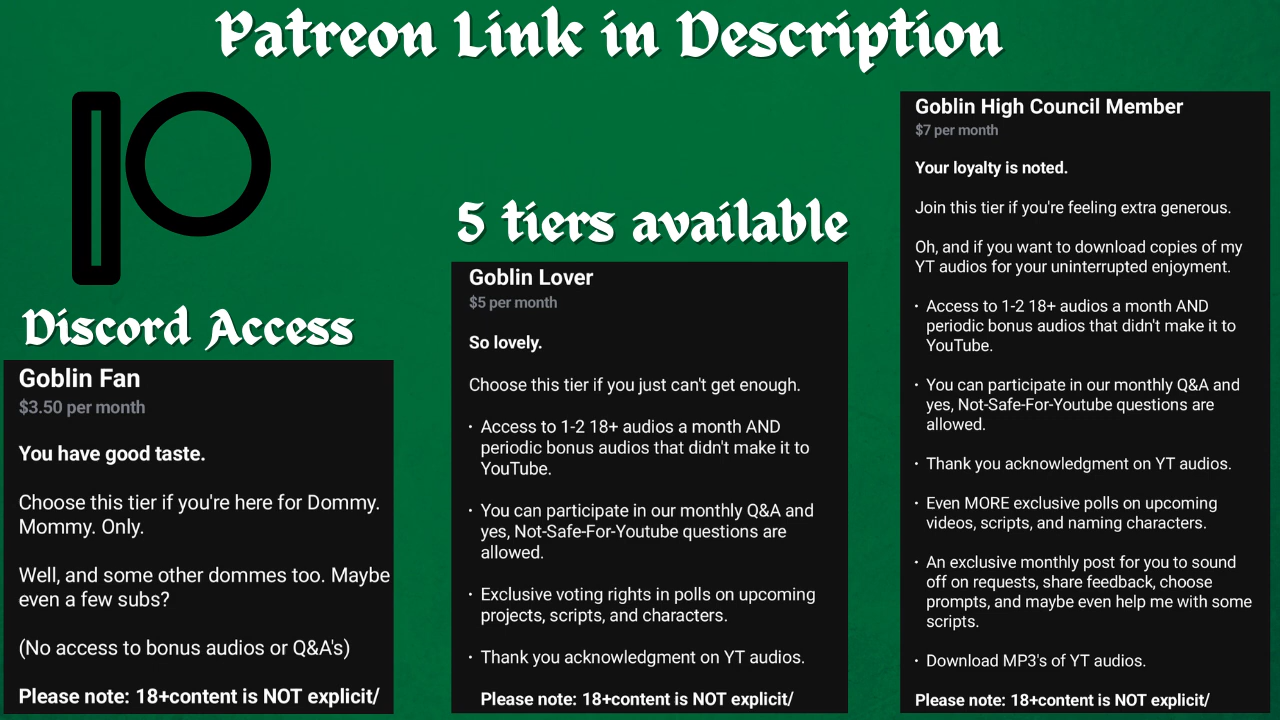 Patreon Link in Description
Discord Access
Goblin Fan
$3.50 per month
You have good taste.
Choose this tier if you're here for Dommy.
Mommy. Only.
Well, and some other dommes too. Maybe
even a few subs?
(No access to bonus audios or Q&A's)
Please note: 18+content is NOT explicit/
5 tiers available
Goblin Lover
$5 per month
So lovely.
Choose this tier if you just can't get enough.
· Access to 1-2 18+ audios a month AND
periodic bonus audios that didn't make it to
YouTube.
· You can participate in our monthly Q&A and
yes, Not-Safe-For-Youtube questions are
allowed.
· Exclusive voting rights in polls on upcoming
projects, scripts, and characters.
· Thank you acknowledgment on YT audios.
Please note: 18+content is NOT explicit/
Goblin High Council Member
$7 per month
Your loyalty is noted.
Join this tier if you're feeling extra generous.
Oh, and if you want to download copies of my
YT audios for your uninterrupted enjoyment.
· Access to 1-2 18+ audios a month AND
periodic bonus audios that didn't make it to
YouTube.
· You can participate in our monthly Q&A and
yes, Not-Safe-For-Youtube questions are
allowed.
· Thank you acknowledgment on YT audios.
· Even MORE exclusive polls on upcoming
videos, scripts, and naming characters.
· An exclusive monthly post for you to sound
off on requests, share feedback, choose
prompts, and maybe even help me with some
scripts.
· Download MP3's of YT audios.
Please note: 18+content is NOT explicit/